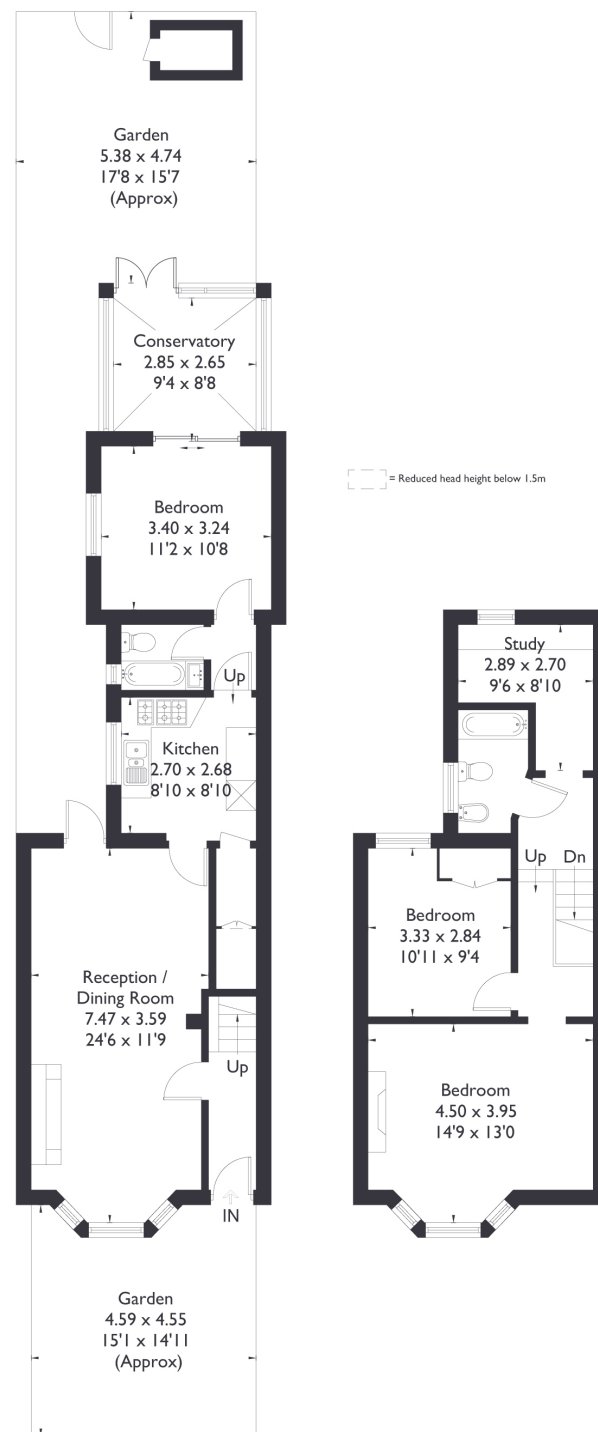 Garden
5.38 x 4.74
17'8 x 15'7
(Approx)
Conservatory
2.85 x 2.65
9'4 x 8'8
Bedroom
3.40 x 3.24
11'2 x 10'8
Up
Kitchen
2.70 x 2.68
8'10 x 8'10
Reception /
Dining Room
7.47 x 3.59
24'6 x 11'9
Up
IN
Garden
4.59 x 4.55
15'1 x 14'11
(Approx)
= Reduced head height below 1.5m
Study
2.89 x 2.70
9'6 x 8'10
Up Dn
Bedroom
3.33 x 2.84
10'11 x 9'4
Bedroom
4.50 x 3.95
14'9 x 13'0